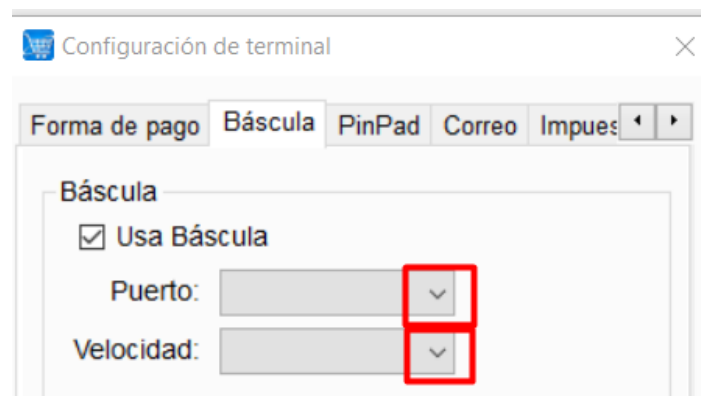 Configuración de terminal
Forma de pago Báscula PinPad Correo Impues
Báscula
Usa Báscula
Puerto:
Velocidad: